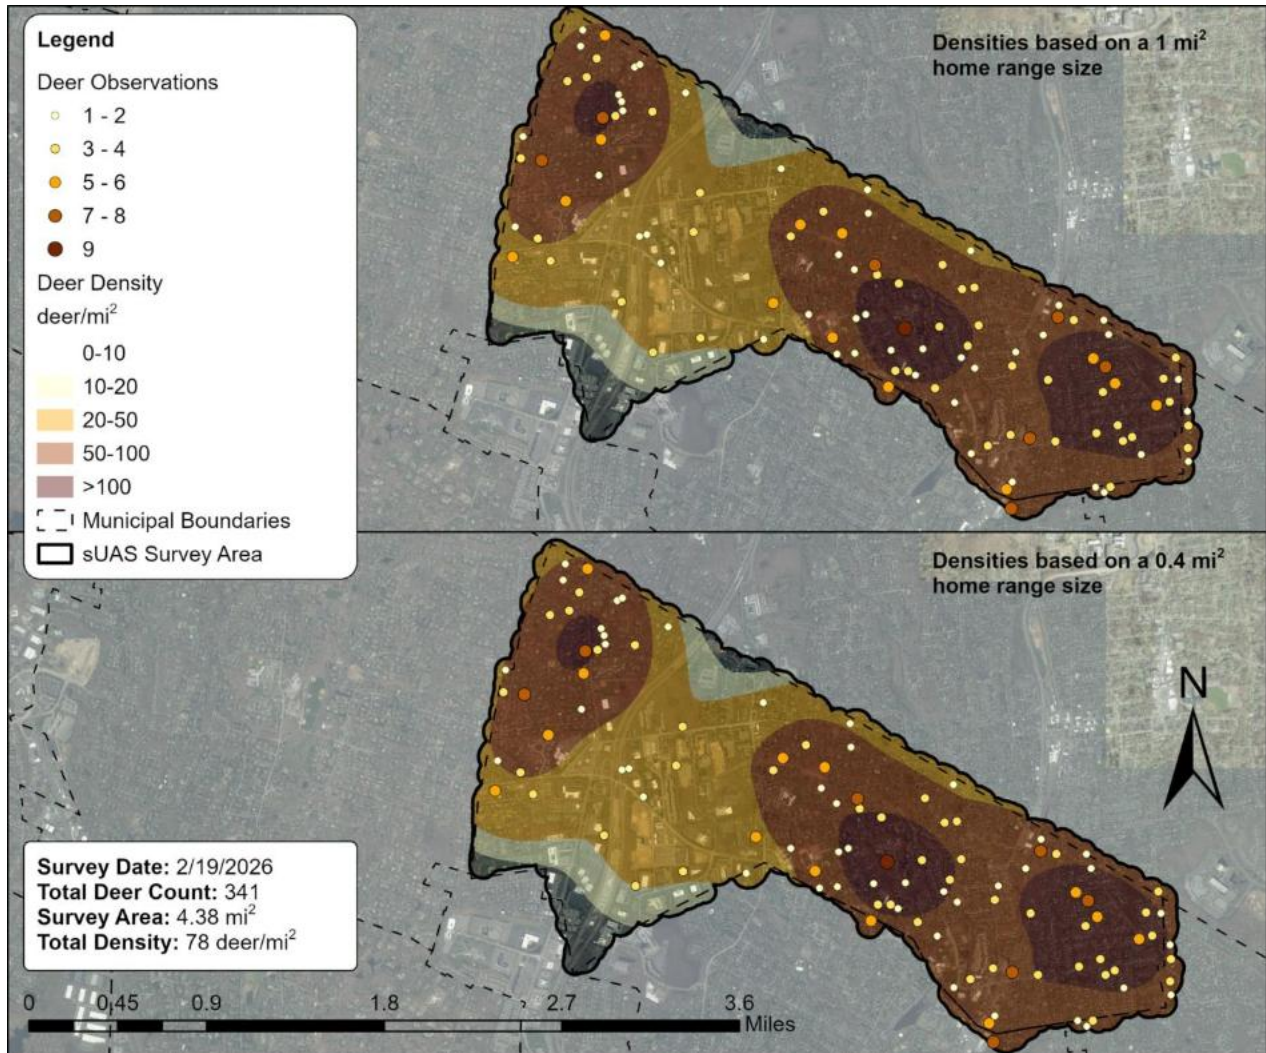 Legend
Deer Observations
1 - 2
3 - 4
5 - 6
7 - 8
9
Deer Density
deer/mi²
0-10
10-20
20-50
50-100
>100
Municipal Boundaries
sUAS Survey Area
Densities based on a 1 mi²
home range size
Densities based on a 0.4 mi²
home range size
N
Survey Date: 2/19/2026
Total Deer Count: 341
Survey Area: 4.38 mi²
Total Density: 78 deer/mi²
0 0.45 0.9 1.8 2.7 3.6
Miles